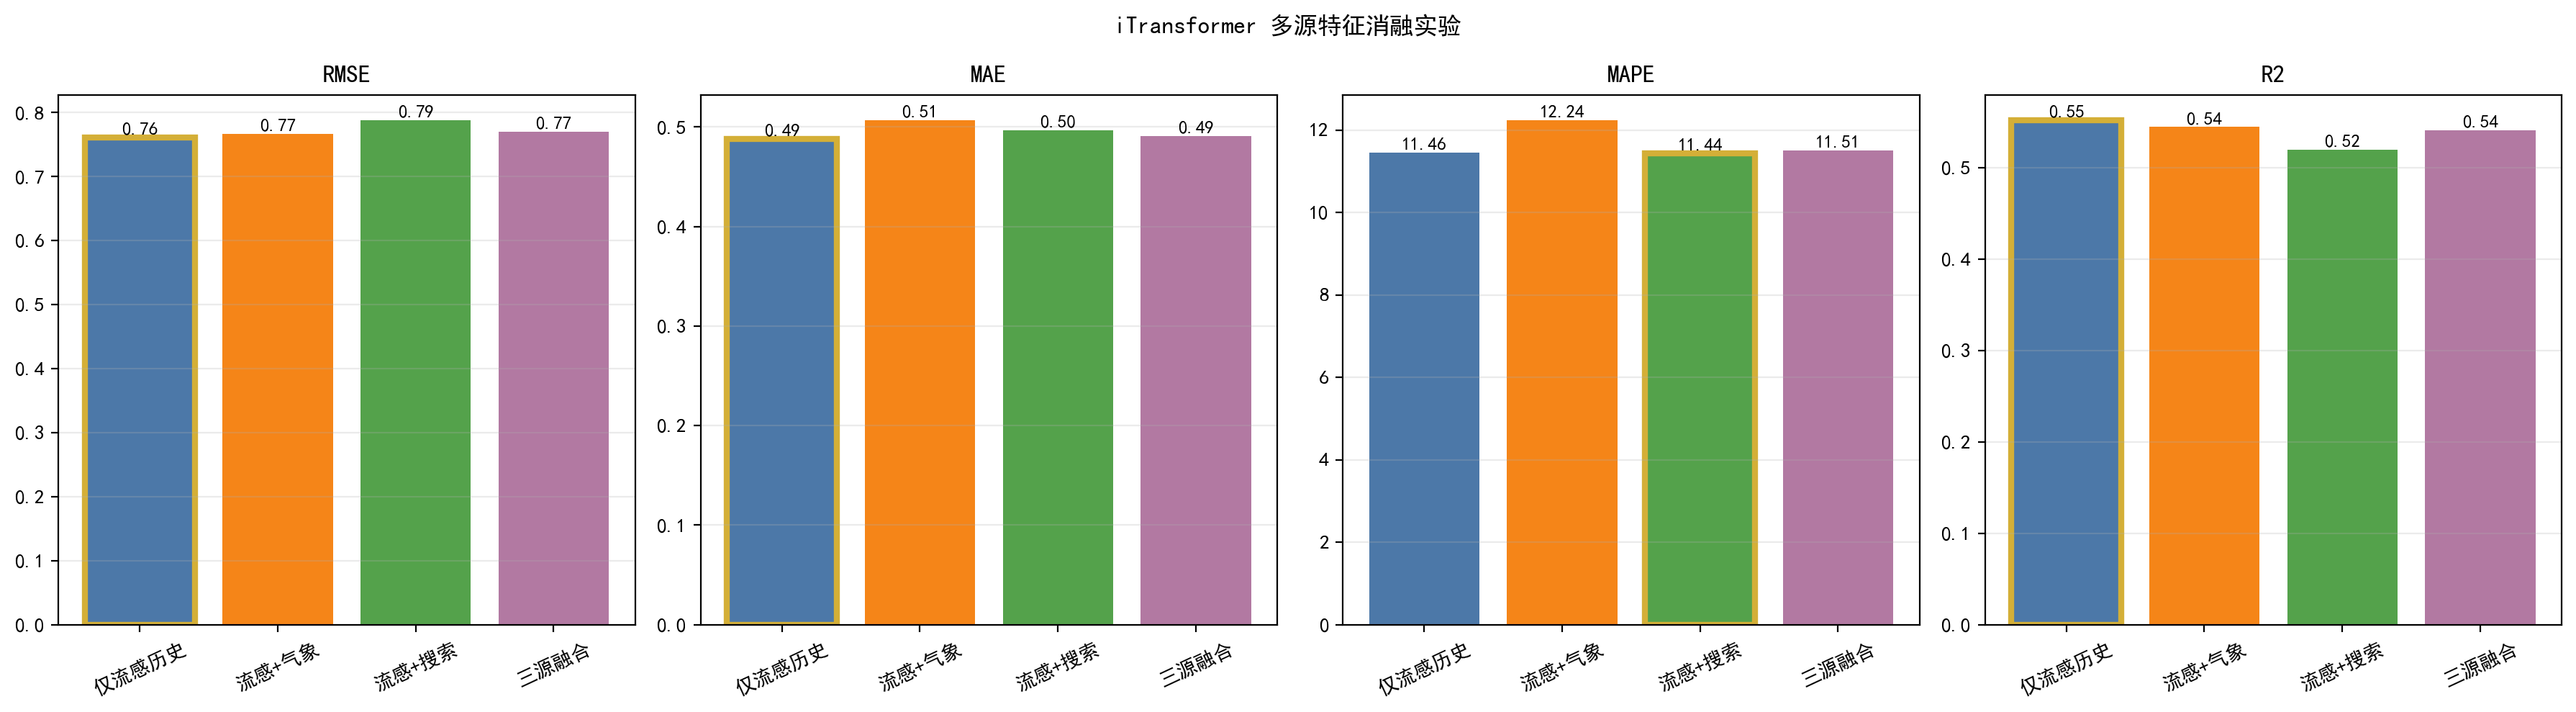 iTransformer 多源特征消融实验
RMSE
0.8
0.7
0.6
0.5
0.4
0.3
0.2
0.1
0.0
0.76
0.77
0.79
0.77
仅流感历史
流感+气象
流感+搜索
三源融合
MAE
0.5
0.4
0.3
0.2
0.1
0.0
0.49
0.51
0.50
0.49
仅流感历史
流感+气象
流感+搜索
三源融合
MAPE
12
10
8
6
4
2
0
11.46
12.24
11.44
11.51
仅流感历史
流感+气象
流感+搜索
三源融合
R2
0.5
0.4
0.3
0.2
0.1
0.0
0.55
0.54
0.52
0.54
仅流感历史
流感+气象
流感+搜索
三源融合